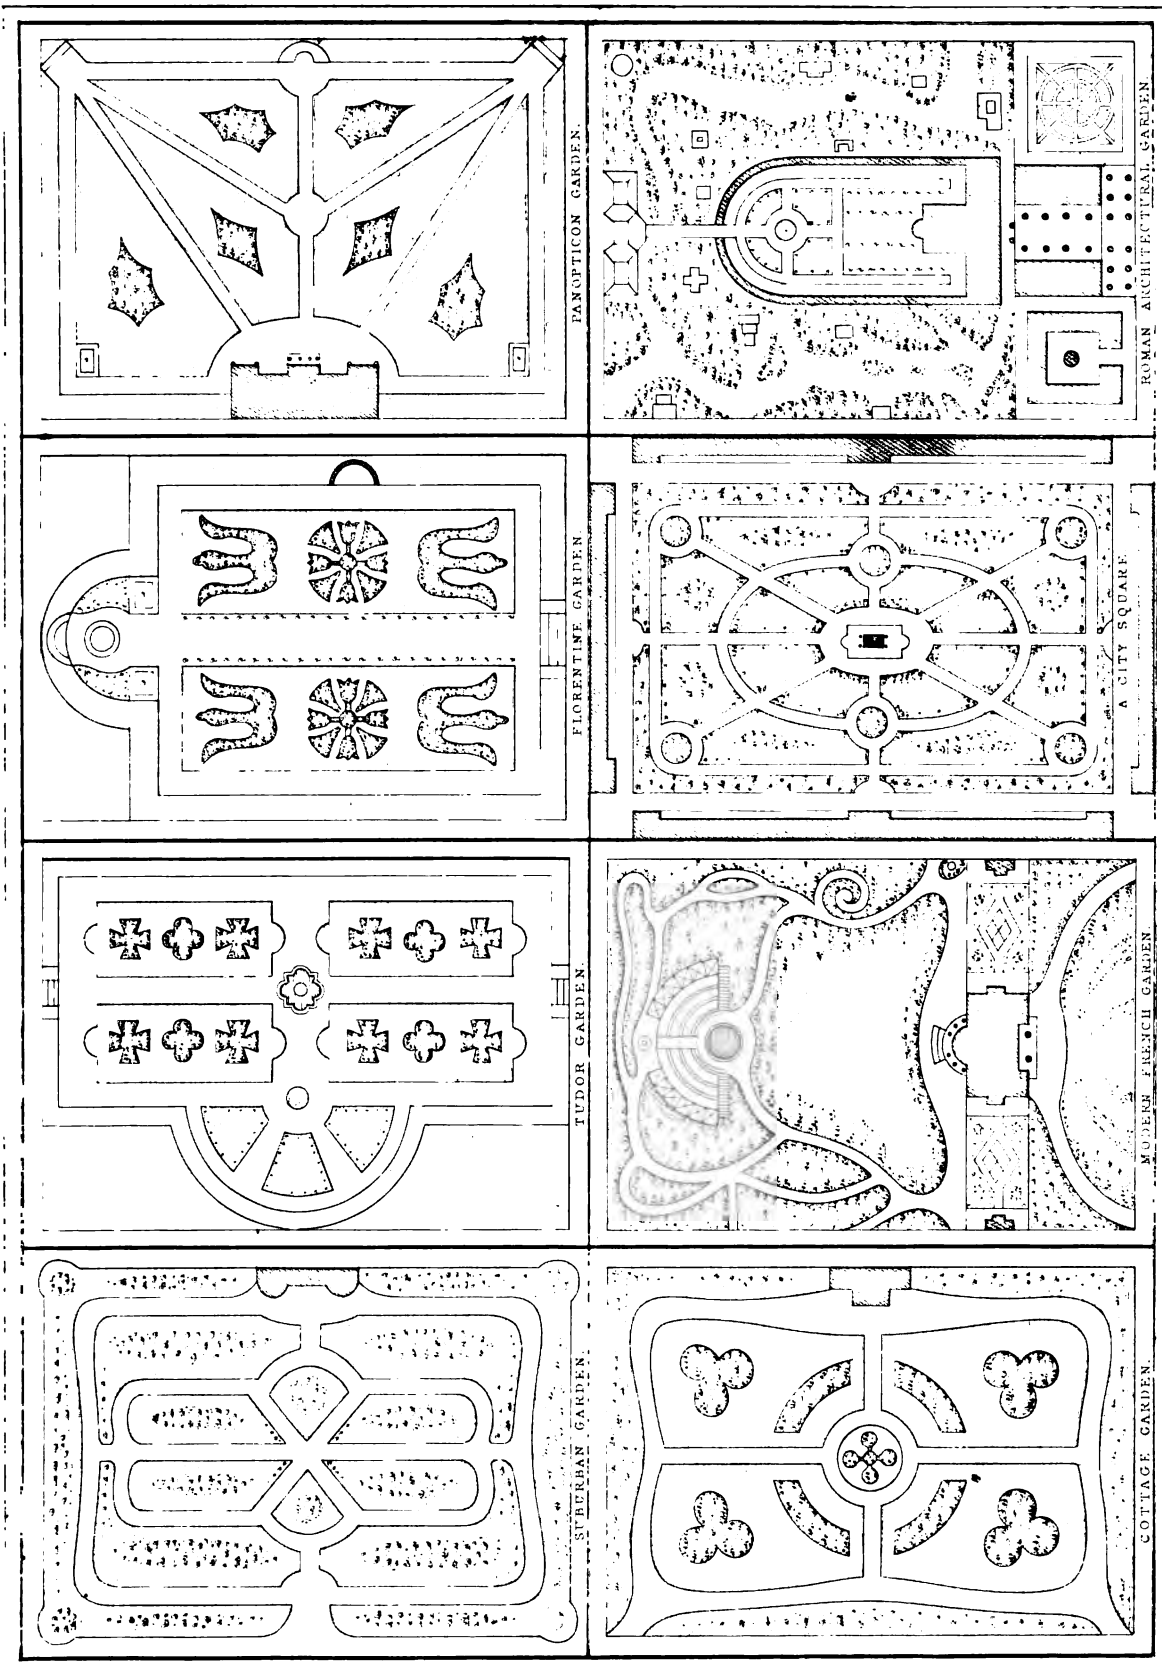 PANOPTICON GARDEN.
ROMAN ARCHITECTURAL GARDEN.
FLORENTINE GARDEN.
A CITY SQUARE
TUDOR GARDEN.
MODERN FRENCH GARDEN.
SUBURBAN GARDEN.
COTTAGE GARDEN.